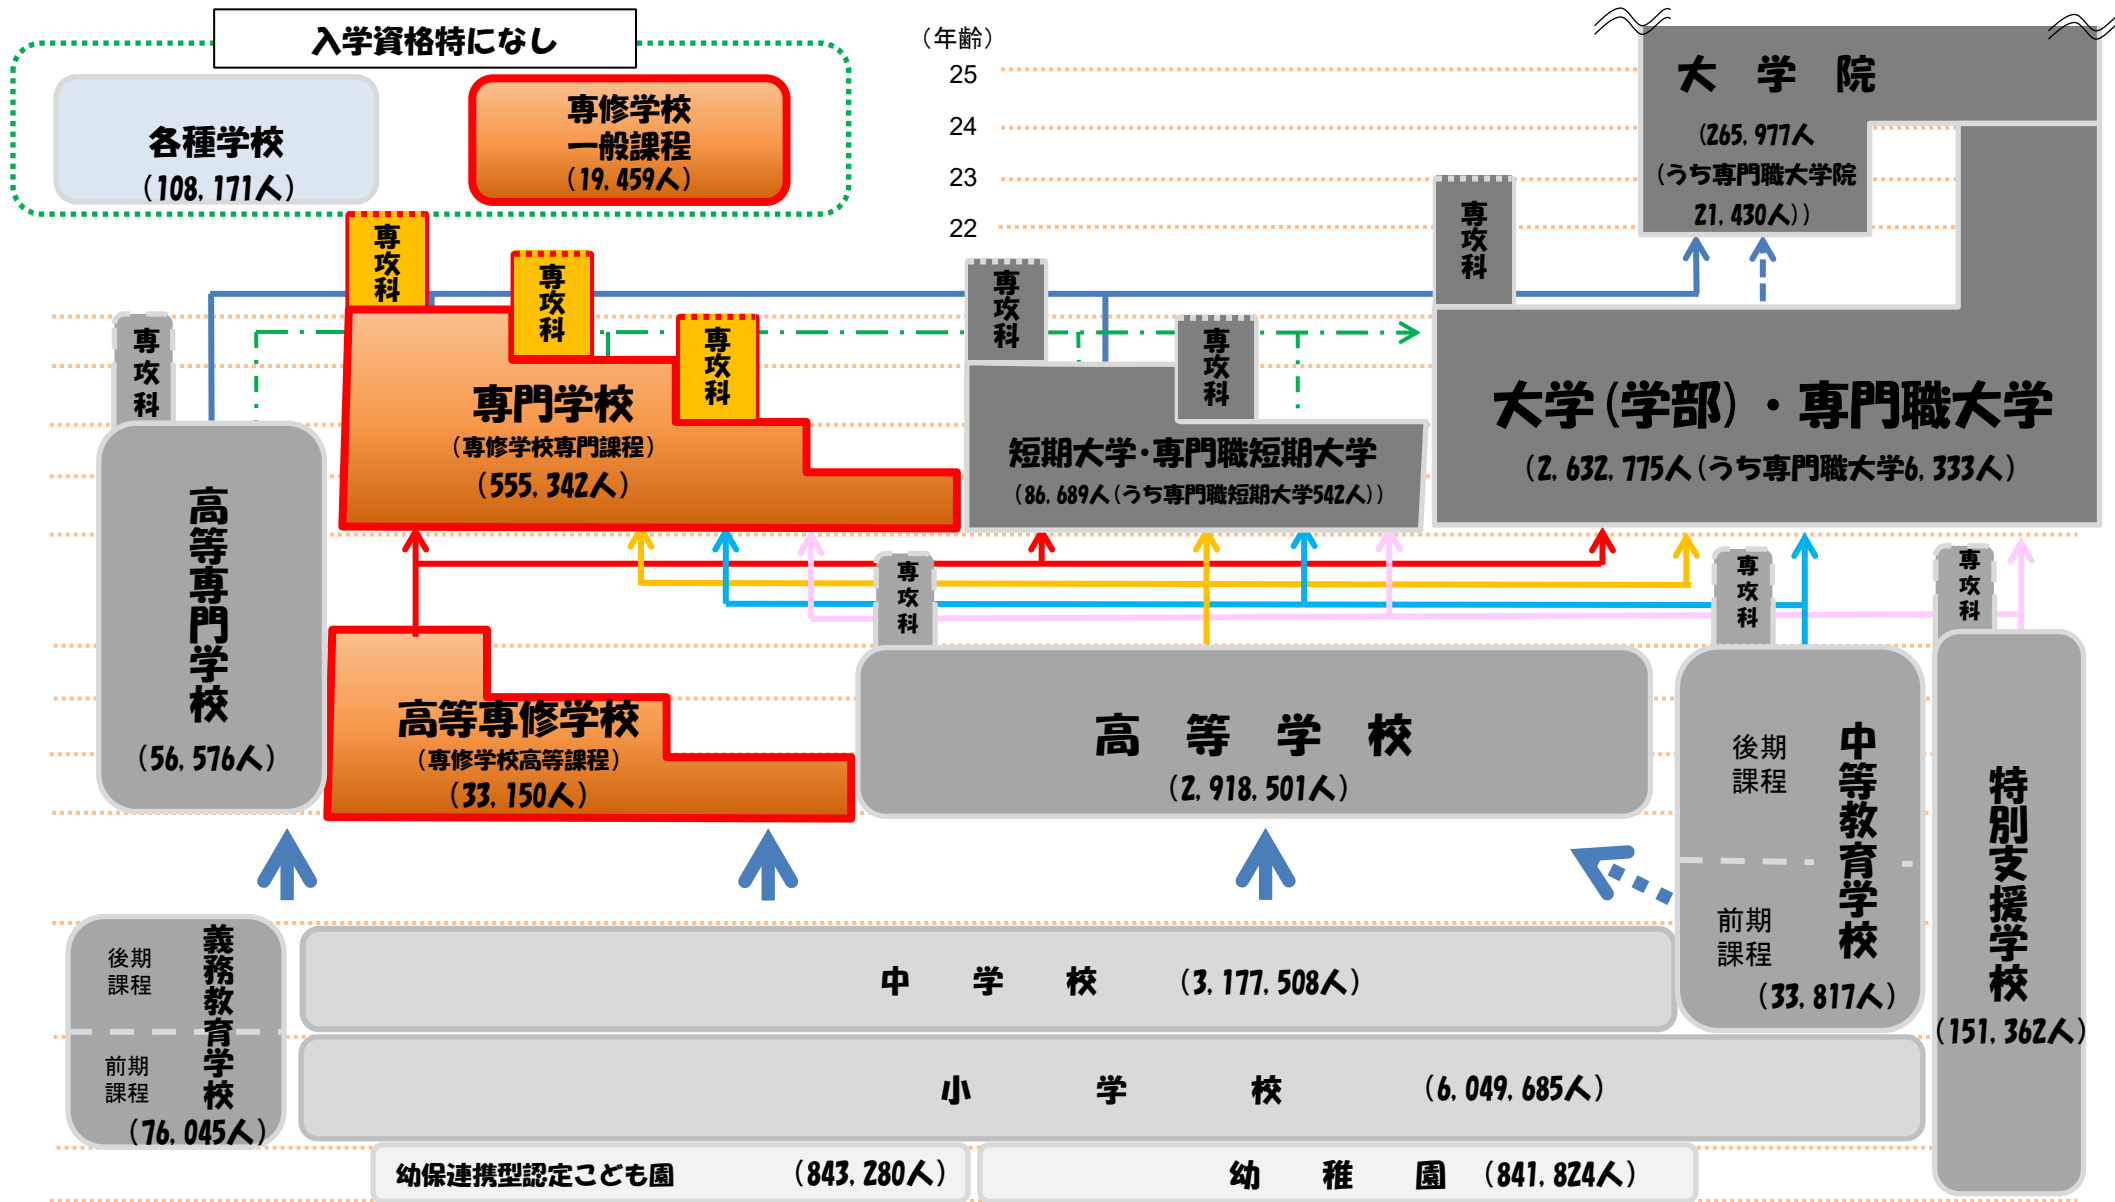 入学資格特になし
各種学校
（108，171人）
専修学校
一般課程
（19，459人）
（年齢）
25
24
23
22
大　学　院
（265，977人
（うち専門職大学院
21，430人））
専攻科
専攻科
専攻科
専攻科
専攻科
専攻科
専攻科
専門学校
（専修学校専門課程）
（555，342人）
短期大学・専門職短期大学
（86，689人（うち専門職短期大学542人））
大学（学部）・専門職大学
（2，632，775人（うち専門職大学6，333人）
高等専門学校
（56，576人）
専攻科
専攻科
専攻科
高等専修学校
（専修学校高等課程）
（33，150人）
高　等　学　校
（2，918，501人）
後期
課程
前期
課程
中等教育学校
（33，817人）
特別支援学校
（151，362人）
後期
課程
前期
課程
義務教育学校
（76，045人）
中　学　校　（3，177，508人）
小　学　校　（6，049，685人）
幼保連携型認定こども園　（843，280人）
幼　稚　園　（841，824人）